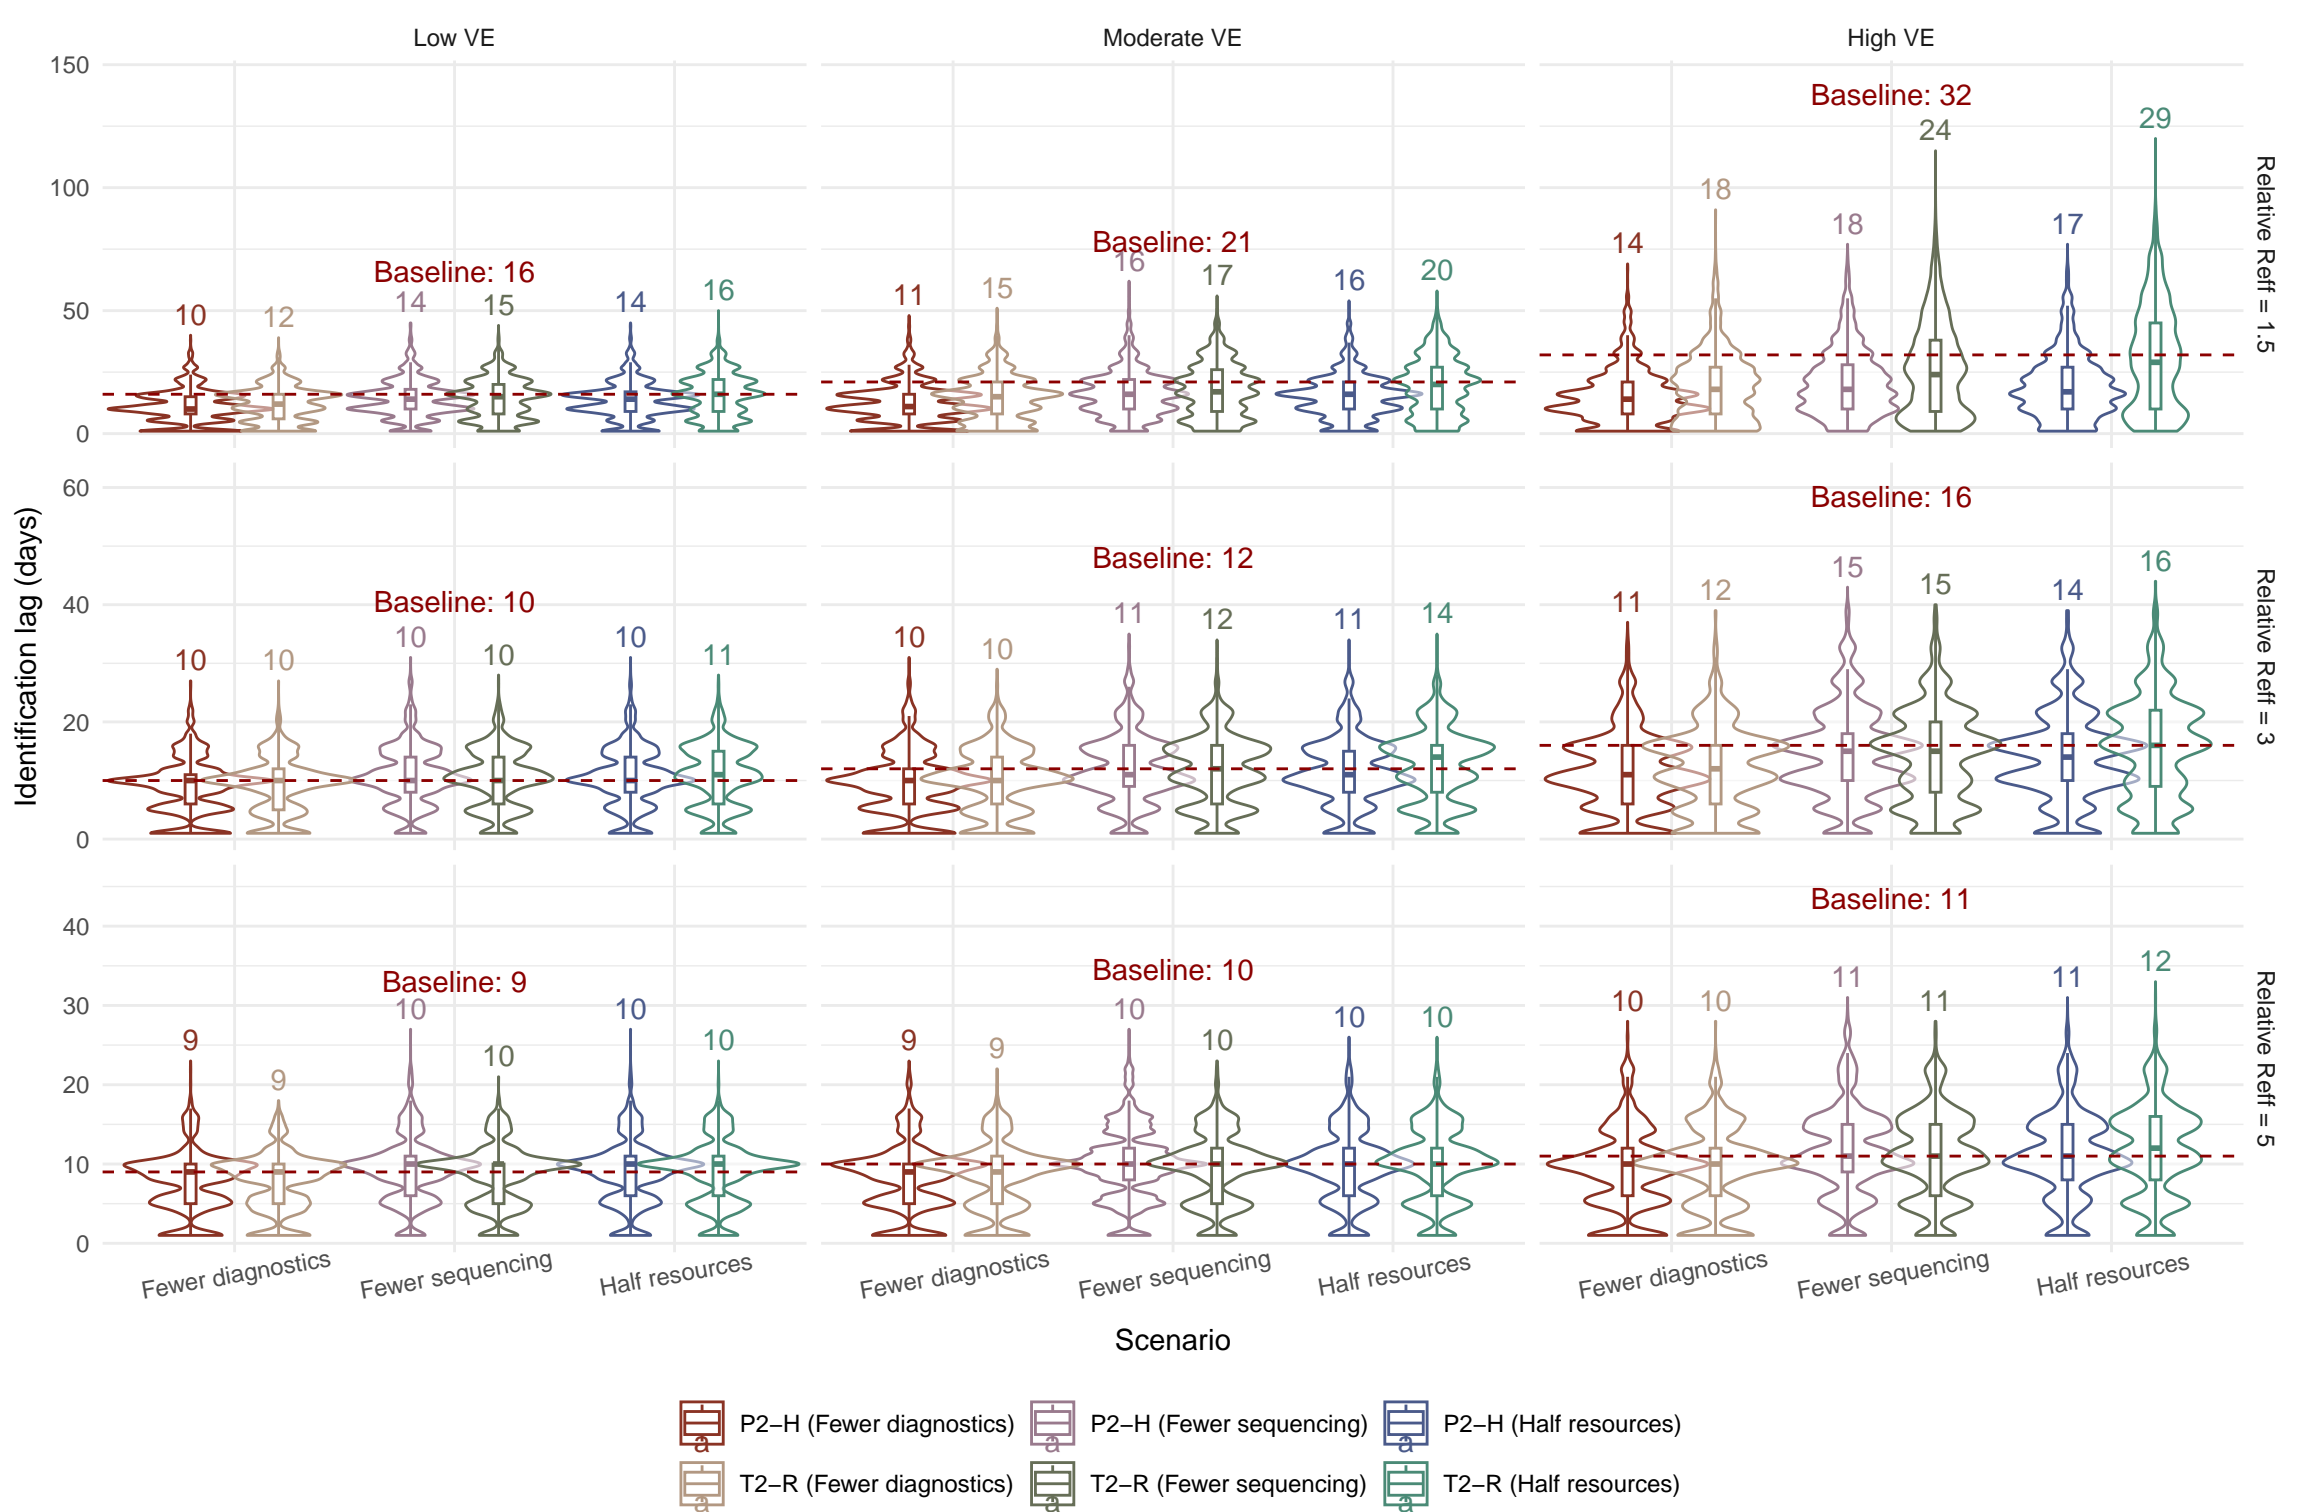 Low VE
Moderate VE
High VE
150
100
50
0
Baseline: 16
10
12
14
15
14
16
Baseline: 21
11
15
16
17
16
20
Baseline: 32
14
18
18
24
17
29
Relative Reff = 1.5
Identification lag (days)
60
40
20
0
Baseline: 10
10
10
10
10
10
11
Baseline: 12
10
10
11
12
11
14
Baseline: 16
11
12
15
15
14
16
Relative Reff = 3
40
30
20
10
0
Baseline: 9
9
9
10
10
10
10
Baseline: 10
9
9
10
10
10
10
Baseline: 11
10
10
11
11
11
12
Relative Reff = 5
Fewer diagnostics
Fewer sequencing
Half resources
Fewer diagnostics
Fewer sequencing
Half resources
Fewer diagnostics
Fewer sequencing
Half resources
Scenario
a P2−H (Fewer diagnostics)
a P2−H (Fewer sequencing)
a P2−H (Half resources)
a T2−R (Fewer diagnostics)
a T2−R (Fewer sequencing)
a T2−R (Half resources)